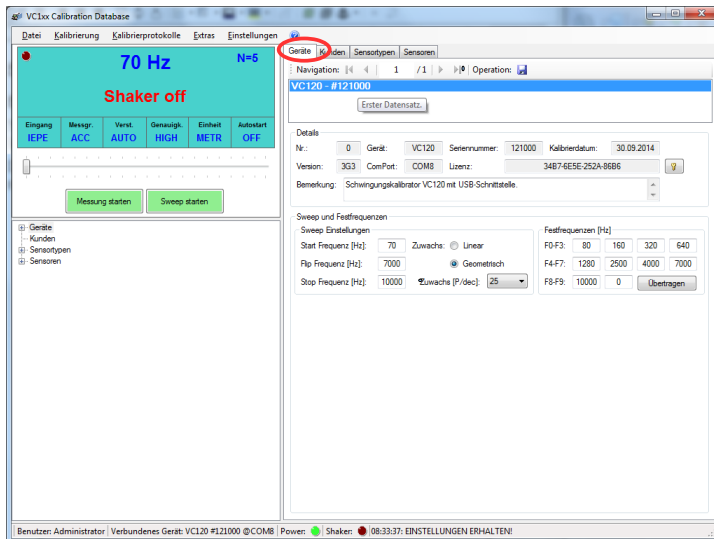 VC1xx Calibration Database
Datei Kalibrierung Kalibrierprotokolle Extras Einstellungen
70 Hz N=5
Shaker off
Eingang Messgr. Verst. Genauigk. Einheit Autostart
IEPE ACC AUTO HIGH METR OFF
Messung starten Sweep starten
Geräte
Kunden
Sensortypen
Sensoren
Geräte Kunden Sensortypen Sensoren
Navigation: 1 / 1 Operation:
VC120 - #121000
Erster Datensatz.
Details
Nr.: 0 Gerät: VC120 Seriennummer: 121000 Kalibrierdatum: 30.09.2014
Version: 3G3 ComPort: COM8 Lizenz: 34B7-6E5E-252A-86B6
Bemerkung: Schwingungskalibrator VC120 mit USB-Schnittstelle.
Sweep und Festfrequenzen
Sweep Einstellungen
Start Frequenz [Hz]: 70 Zuwachs: Linear
Flip Frequenz [Hz]: 7000 Geometrisch
Stop Frequenz [Hz]: 10000 Zuwachs [P/dec]: 25
Festfrequenzen [Hz]
F0-F3: 80 160 320 640
F4-F7: 1280 2500 4000 7000
F8-F9: 10000 0 Übertragen
Benutzer: Administrator Verbundenes Gerät: VC120 #121000 @COM8 Power: Shaker: 08:33:37: EINSTELLUNGEN ERHALTEN!